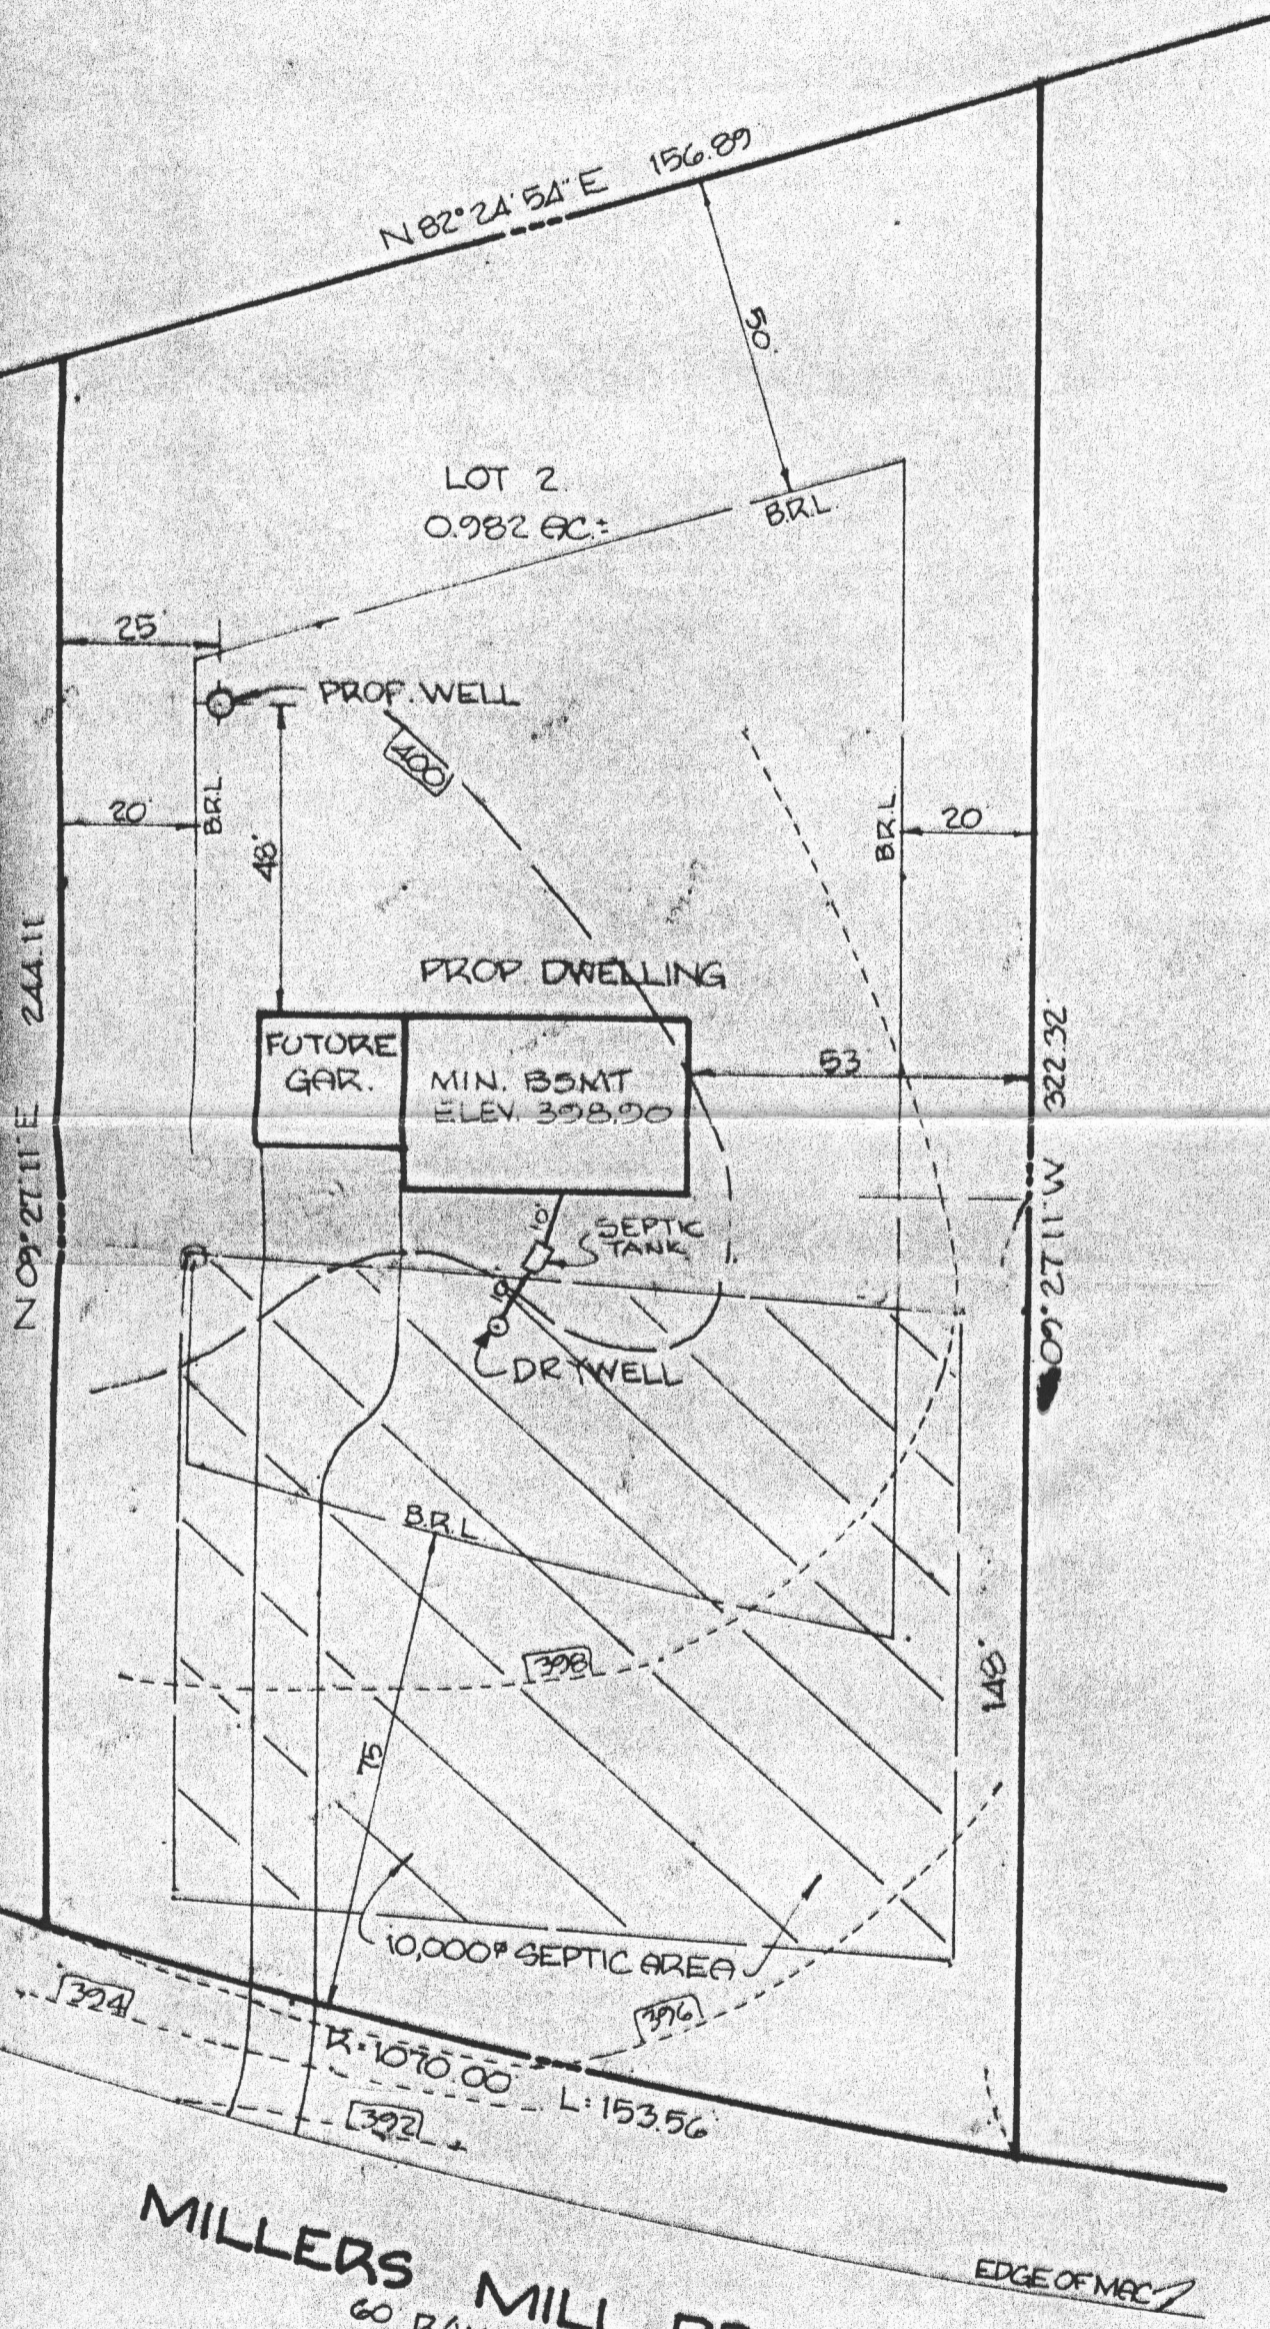 N 82° 24' 54" E 156.89
50'
LOT 2.
0.982 AC.±
B.R.L.
25'
PROP. WELL
400
20'
B.R.L.
48'
B.R.L.
20'
N 09° 27' 11" E 244.11
PROP. DWELLING
FUTURE
GAR.
MIN. BSMT
ELEV. 398.90
53'
09° 27' 11" W 322.32'
10'
SEPTIC
TANK
10'
DRYWELL
B.R.L.
398
148'
75'
10,000 SEPTIC AREA
394
396
R=1070.00' L=153.56'
392
MILLERS MILL
60'
EDGE OF MAC